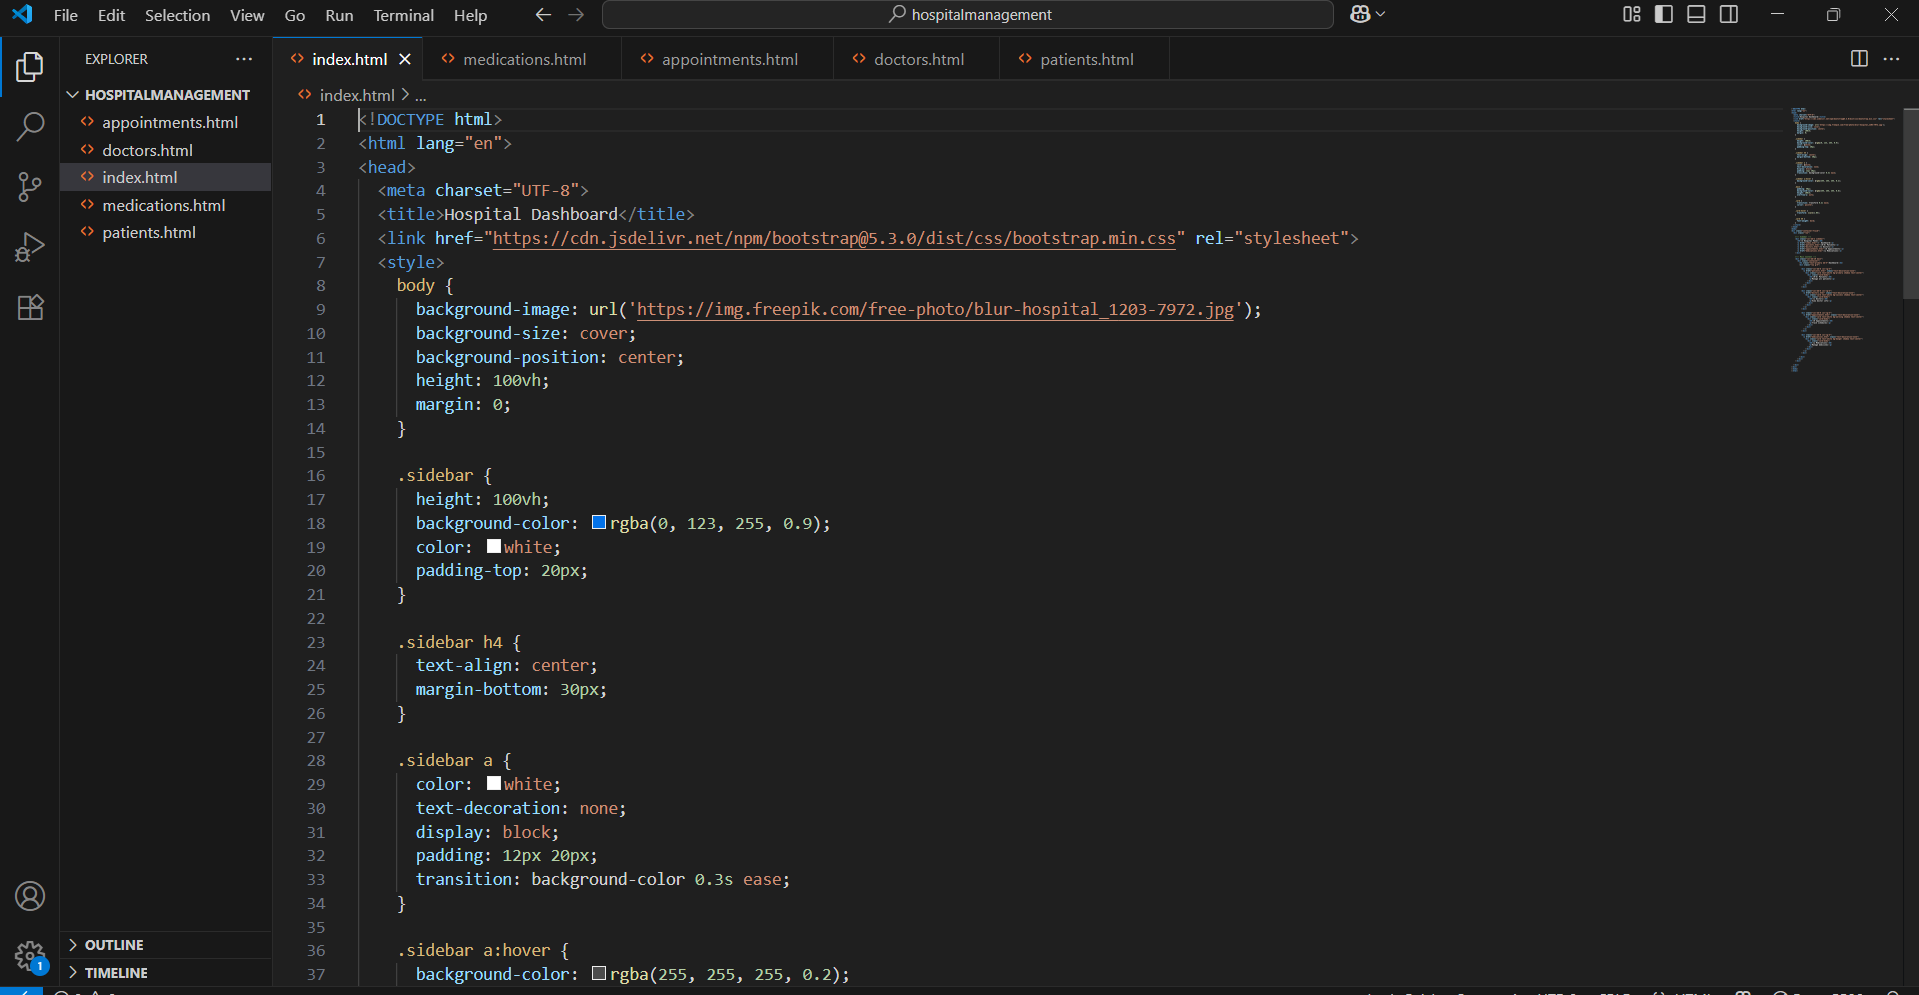 File Edit Selection View Go Run Terminal Help
hospitalmanagement
EXPLORER
HOSPITALMANAGEMENT
appointments.html
doctors.html
index.html
medications.html
patients.html
OUTLINE
TIMELINE
1
index.html medications.html appointments.html doctors.html patients.html
index.html > ...
1 <!DOCTYPE html>
2 <html lang="en">
3 <head>
4 <meta charset="UTF-8">
5 <title>Hospital Dashboard</title>
6 <link href="https://cdn.jsdelivr.net/npm/bootstrap@5.3.0/dist/css/bootstrap.min.css" rel="stylesheet">
7 <style>
8 body {
9 background-image: url('https://img.freepik.com/free-photo/blur-hospital_1203-7972.jpg');
10 background-size: cover;
11 background-position: center;
12 height: 100vh;
13 margin: 0;
14 }
15
16 .sidebar {
17 height: 100vh;
18 background-color: rgba(0, 123, 255, 0.9);
19 color: white;
20 padding-top: 20px;
21 }
22
23 .sidebar h4 {
24 text-align: center;
25 margin-bottom: 30px;
26 }
27
28 .sidebar a {
29 color: white;
30 text-decoration: none;
31 display: block;
32 padding: 12px 20px;
33 transition: background-color 0.3s ease;
34 }
35
36 .sidebar a:hover {
37 background-color: rgba(255, 255, 255, 0.2);